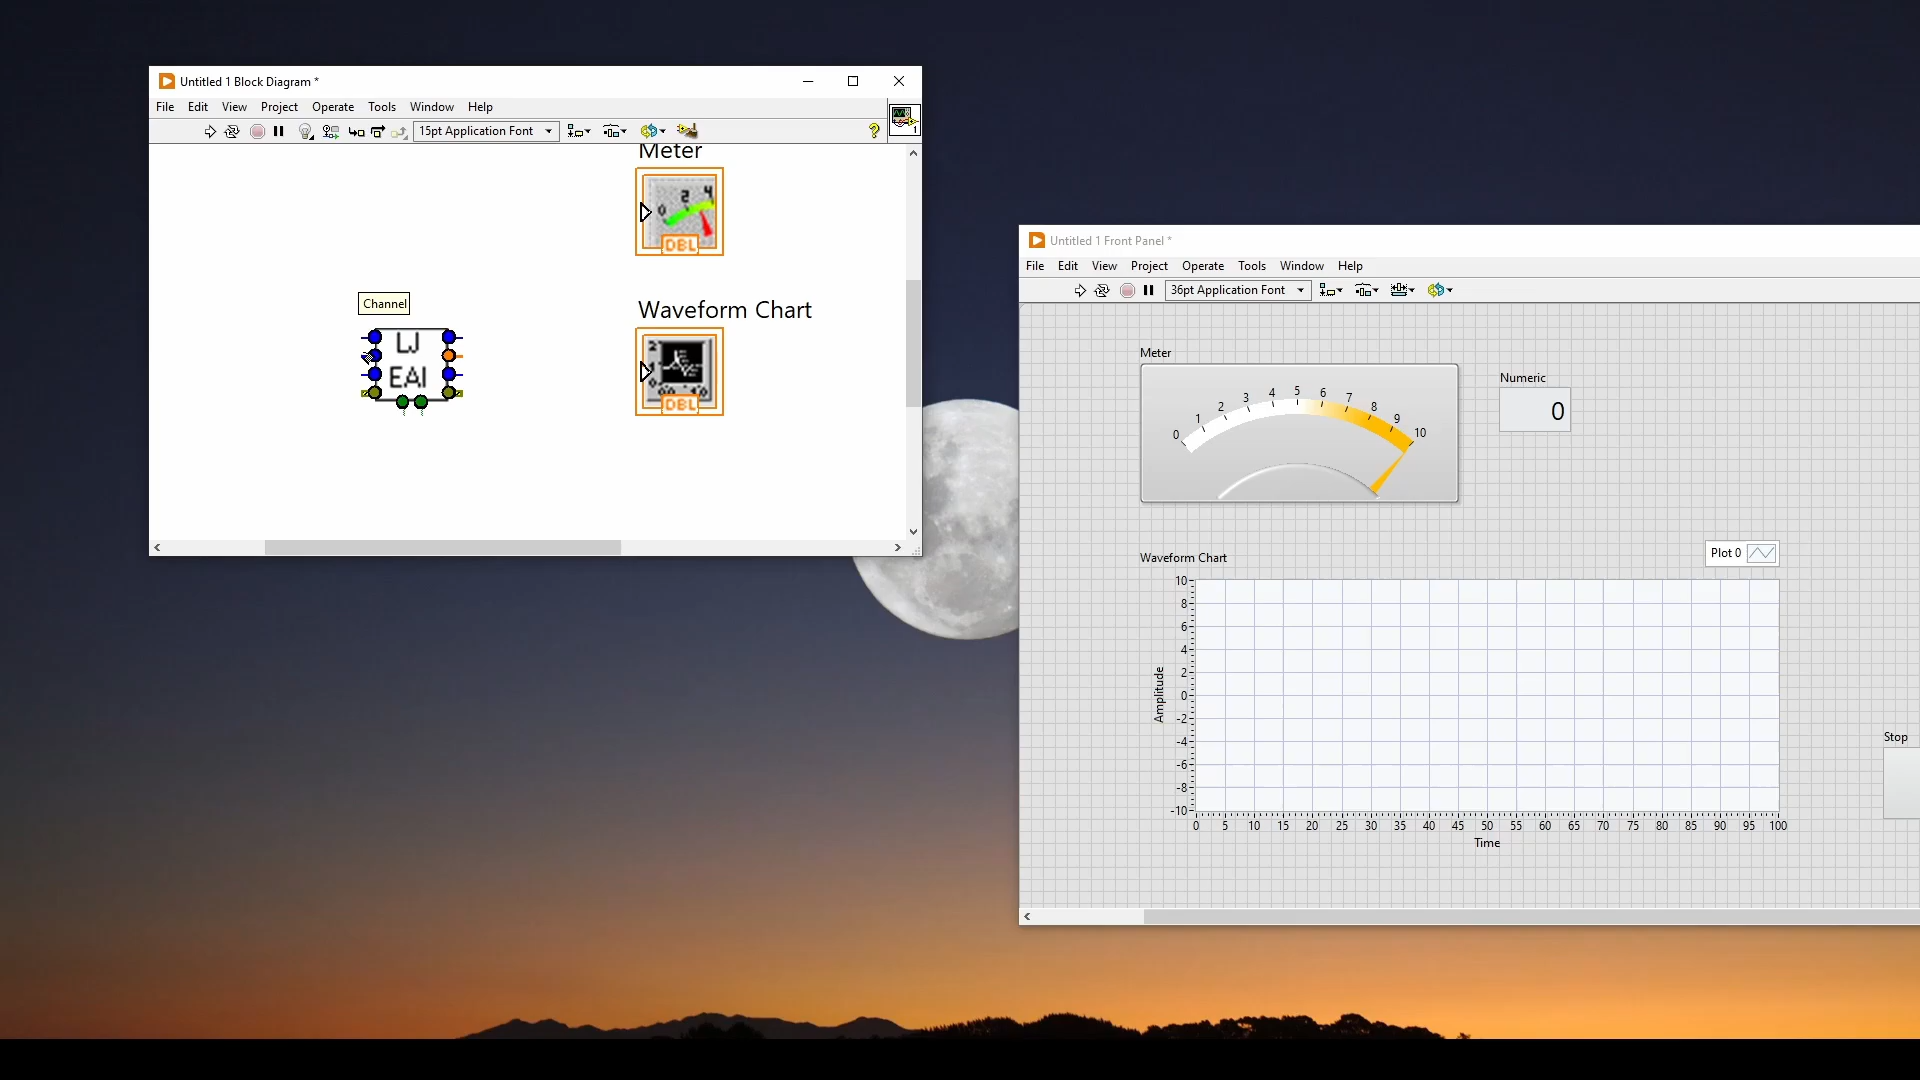 Untitled 1 Block Diagram *
File Edit View Project Operate Tools Window Help
15pt Application Font
1
Meter
0 2 4
DBL
Channel
LJ
EAI
Waveform Chart
DBL
Untitled 1 Front Panel *
File Edit View Project Operate Tools Window Help
36pt Application Font
Meter
0 1 2 3 4 5 6 7 8 9 10
Numeric
0
Waveform Chart
Plot 0
Amplitude
10
8
6
4
2
0
-2
-4
-6
-8
-10
0 5 10 15 20 25 30 35 40 45 50 55 60 65 70 75 80 85 90 95 100
Time
Stop